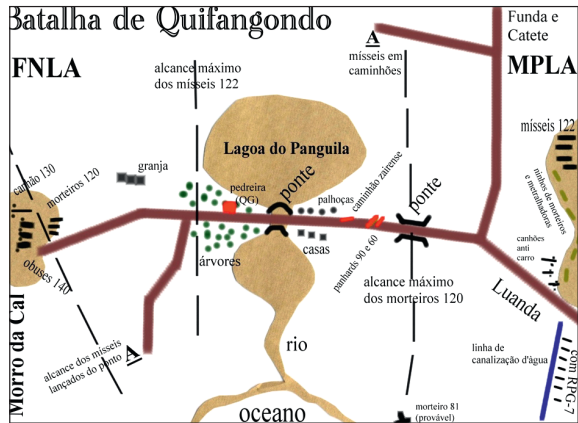 Batalha de Quifangondo
FNLA
alcance máximo
dos mísseis 122
A
mísseis em
caminhões
Funda e
Catete
MPLA
mísseis 122
Lagoa do Panguila
granja
canhão 130
morteiros 120
pedreira
(QG)
ponte
palhoças
caminhão zairense
ponte
ninhos de morteiros
e metralhadoras
obuses 140
árvores
casas
panhards 90 e 60
canhões
anti
carro
alcance máximo
dos morteiros 120
Luanda
Morro da Cal
alcance dos mísseis
lançados do ponto A
rio
linha de
canalização d'água
com RPG-7
oceano
morteiro 81
(provável)